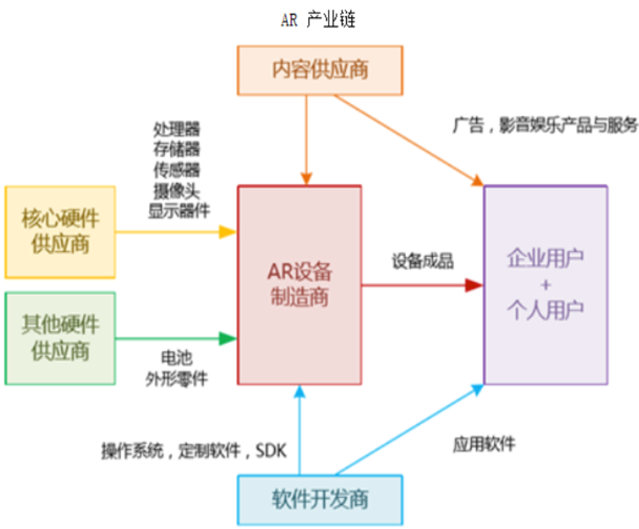 AR 产业链
内容供应商
广告，影音娱乐产品与服务
处理器
存储器
传感器
摄像头
显示器件
核心硬件
供应商
AR设备
制造商
设备成品
企业用户
+
个人用户
其他硬件
供应商
电池
外形零件
操作系统，定制软件，SDK
应用软件
软件开发商